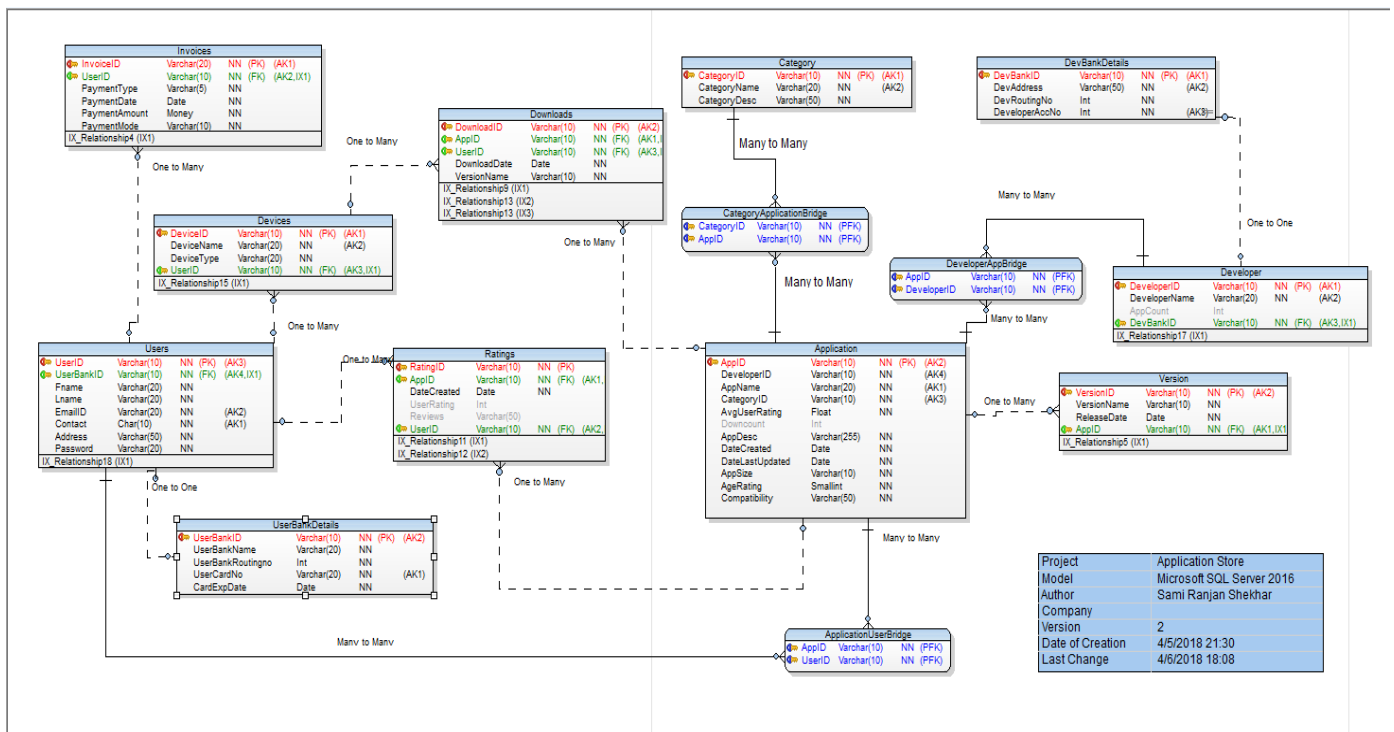 Invoices
InvoiceID Varchar(20) NN (PK) (AK1)
UserID Varchar(10) NN (FK) (AK2,IX1)
PaymentType Varchar(5) NN
PaymentDate Date NN
PaymentAmount Money NN
PaymentMode Varchar(10) NN
IX_Relationship4 (IX1)
One to Many
Downloads
DownloadID Varchar(10) NN (PK) (AK2)
AppID Varchar(10) NN (FK) (AK1,I
UserID Varchar(10) NN (FK) (AK3,I
DownloadDate Date NN
VersionName Varchar(10) NN
IX_Relationship9 (IX1)
IX_Relationship13 (IX2)
IX_Relationship13 (IX3)
One to Many
One to Many
Category
CategoryID Varchar(10) NN (PK) (AK1)
CategoryName Varchar(20) NN (AK2)
CategoryDesc Varchar(50) NN
Many to Many
DevBankDetails
DevBankID Varchar(10) NN (PK) (AK1)
DevAddress Varchar(50) NN (AK2)
DevRoutingNo Int NN
DeveloperAccNo Int NN (AK3)
Many to Many
One to One
Devices
DeviceID Varchar(10) NN (PK) (AK1)
DeviceName Varchar(20) NN (AK2)
DeviceType Varchar(20) NN
UserID Varchar(10) NN (FK) (AK3,IX1)
IX_Relationship15 (IX1)
One to Many
CategoryApplicationBridge
CategoryID Varchar(10) NN (PFK)
AppID Varchar(10) NN (PFK)
Many to Many
DeveloperAppBridge
AppID Varchar(10) NN (PFK)
DeveloperID Varchar(10) NN (PFK)
Many to Many
Developer
DeveloperID Varchar(10) NN (PK) (AK1)
DeveloperName Varchar(20) NN (AK2)
AppCount Int
DevBankID Varchar(10) NN (FK) (AK3,IX1)
IX_Relationship17 (IX1)
Users
UserID Varchar(10) NN (PK) (AK3)
UserBankID Varchar(10) NN (FK) (AK4,IX1)
Fname Varchar(20) NN
Lname Varchar(20) NN
EmailID Varchar(20) NN (AK2)
Contact Char(10) NN (AK1)
Address Varchar(50) NN
Password Varchar(20) NN
IX_Relationship18 (IX1)
One to One
One to Many
Ratings
RatingID Varchar(10) NN (PK)
AppID Varchar(10) NN (FK) (AK1,
DateCreated Date NN
UserRating Int
Reviews Varchar(50)
UserID Varchar(10) NN (FK) (AK2,
IX_Relationship11 (IX1)
IX_Relationship12 (IX2)
One to Many
Application
AppID Varchar(10) NN (PK) (AK2)
DeveloperID Varchar(10) NN (AK4)
AppName Varchar(20) NN (AK1)
CategoryID Varchar(10) NN (AK3)
AvgUserRating Float NN
Downcount Int
AppDesc Varchar(255) NN
DateCreated Date NN
DateLastUpdated Date NN
AppSize Varchar(10) NN
AgeRating Smallint NN
Compatibility Varchar(50) NN
One to Many
Many to Many
Version
VersionID Varchar(10) NN (PK) (AK2)
VersionName Varchar(10) NN
ReleaseDate Date NN
AppID Varchar(10) NN (FK) (AK1,IX1
IX_Relationship5 (IX1)
UserBankDetails
UserBankID Varchar(10) NN (PK) (AK2)
UserBankName Varchar(20) NN
UserBankRoutingno Int NN
UserCardNo Varchar(20) NN (AK1)
CardExpDate Date NN
Many to Many
ApplicationUserBridge
AppID Varchar(10) NN (PFK)
UserID Varchar(10) NN (PFK)
Project Application Store
Model Microsoft SQL Server 2016
Author Sami Ranjan Shekhar
Company
Version 2
Date of Creation 4/5/2018 21:30
Last Change 4/6/2018 18:08